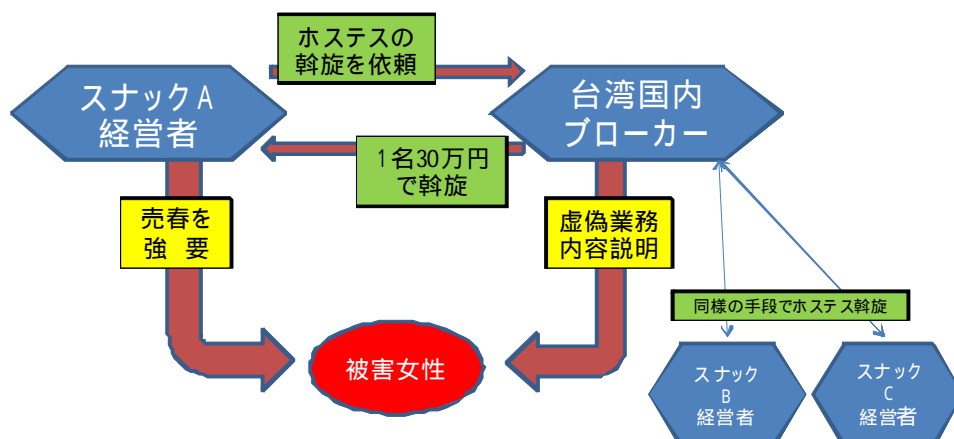 ホステスの
斡旋を依頼
スナックA
経営者
台湾国内
ブローカー
1名30万円
で斡旋
売春を
強 要
虚偽業務
内容説明
同様の手段でホステス斡旋
被害女性
スナック
B
経営者
スナック
C
経営者